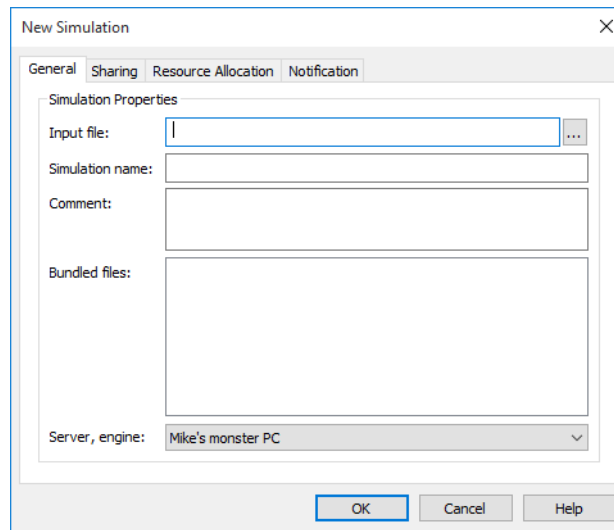 New Simulation
General Sharing Resource Allocation Notification
Simulation Properties
Input file:
...
Simulation name:
Comment:
Bundled files:
Server, engine: Mike's monster PC
OK Cancel Help